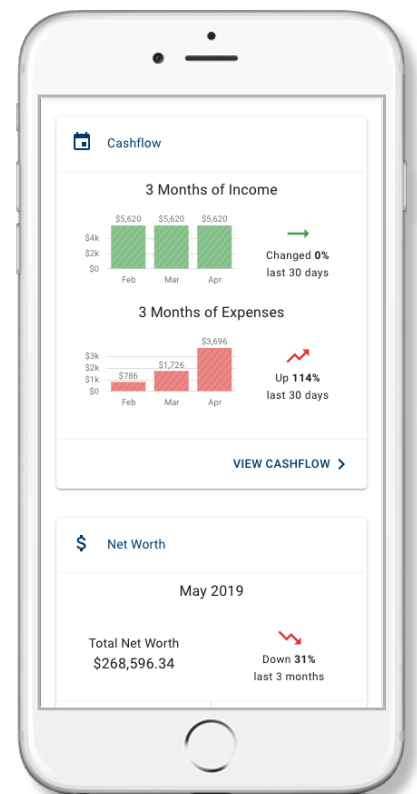 Cashflow
3 Months of Income
$5,620 $5,620 $5,620
$4k
$2k
$0
Feb Mar Apr
Changed 0%
last 30 days
3 Months of Expenses
$3,696
$1,726
$786
$3k
$2k
$1k
$0
Feb Mar Apr
Up 114%
last 30 days
VIEW CASHFLOW
$ Net Worth
May 2019
Total Net Worth
$268,596.34
Down 31%
last 3 months